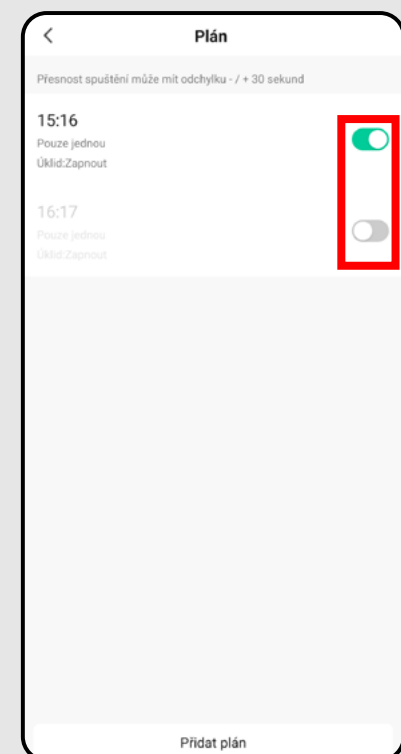 Plán
Přesnost spuštění může mít odchylku - / + 30 sekund
15:16
Pouze jednou
Úklid:Zapnout
16:17
Pouze jednou
Úklid:Zapnout
Přidat plán